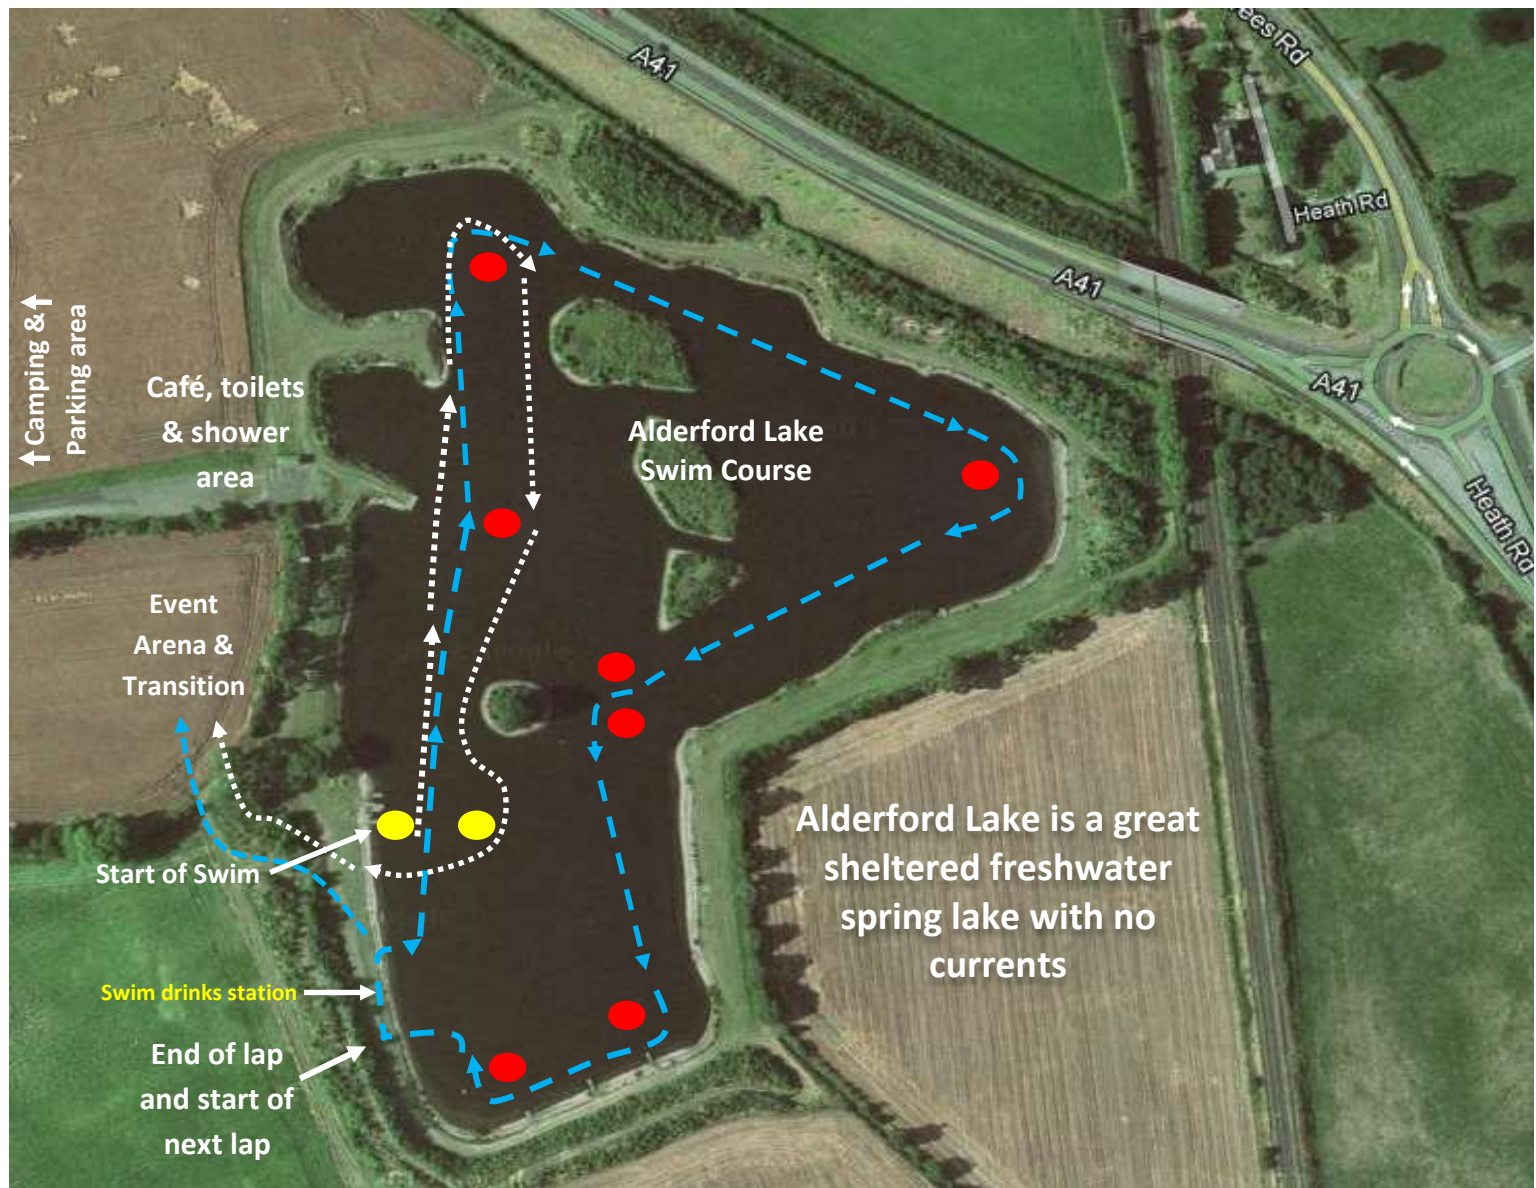 A41
rees Rd
Heath Rd
A41
A41
Heath Rd
Camping &
Parking area
Café, toilets
& shower
area
Alderford Lake
Swim Course
Event
Arena &
Transition
Start of Swim
Alderford Lake is a great
sheltered freshwater
spring lake with no
currents
Swim drinks station
End of lap
and start of
next lap